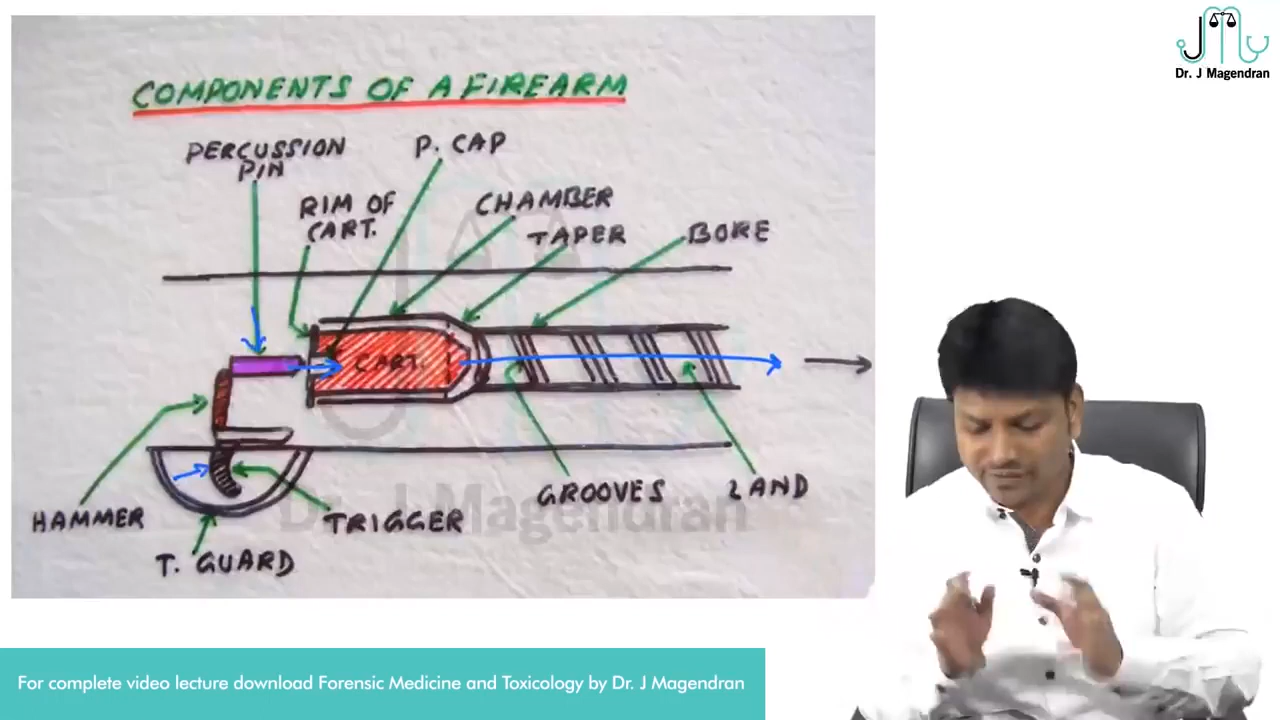 Dr. J Magendran
COMPONENTS OF A FIREARM
PERCUSSION
PIN
P. CAP
RIM OF
CART.
CHAMBER
TAPER
BORE
CART.
HAMMER
T. GUARD
TRIGGER
GROOVES
LAND
Dr. J Magendran
For complete video lecture download Forensic Medicine and Toxicology by Dr. J Magendran